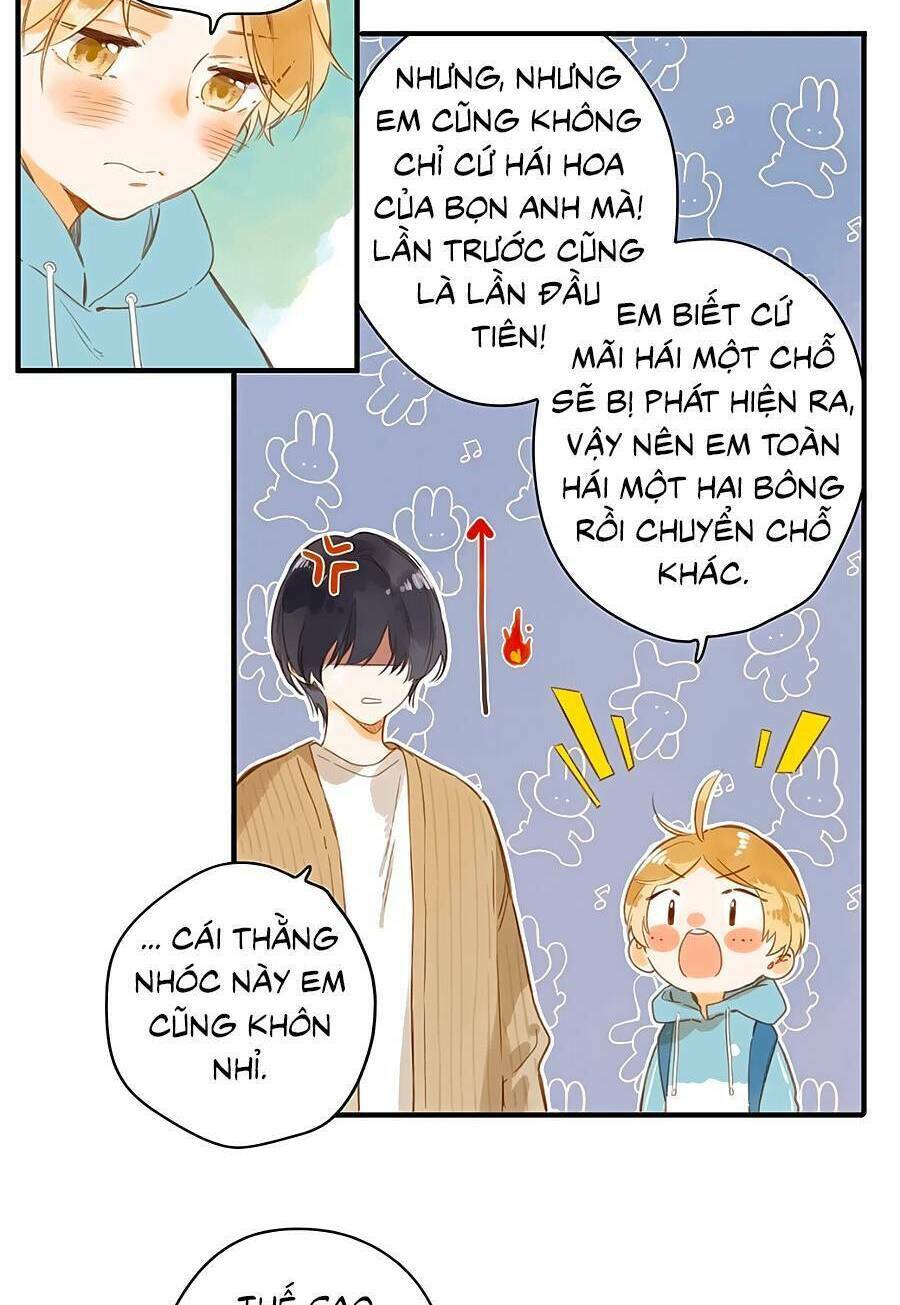 NHƯNG, NHƯNG
EM CŨNG KHÔNG
CHỈ CỨ HÁI HOA
CỦA BỌN ANH MÀ!
LẦN TRƯỚC CŨNG
LÀ LẦN ĐẦU
TIÊN!
EM BIẾT CỨ
MÃI HÁI MỘT CHỖ
SẼ BỊ PHÁT HIỆN RA,
VẬY NÊN EM TOÀN
HÁI MỘT HAI BÔNG
RỒI CHUYỂN CHỖ
KHÁC.
... CÁI THẰNG
NHÓC NÀY EM
CŨNG KHÔN
NHỈ.